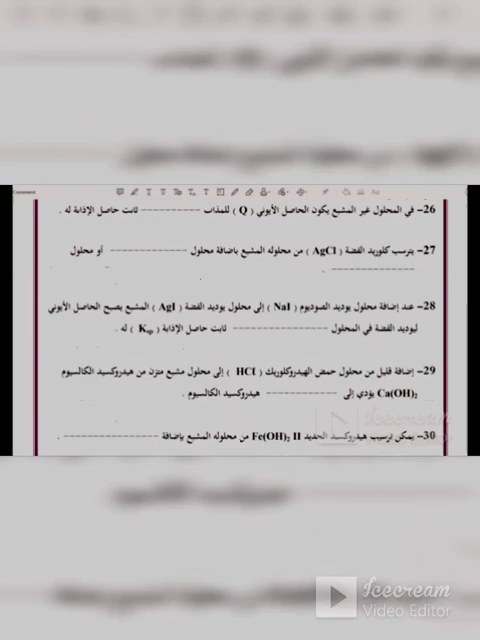 Comment
26- في المحلول غير المشبع يكون الحاصل الأيوني ( Q ) للمذاب ------------ ثابت حاصل الإذابة له .
27- يترسب كلوريد الفضة ( AgCl ) من محلوله المشبع بإضافة محلول ------------ أو محلول
------------
28- عند إضافة محلول يوديد الصوديوم ( NaI ) إلى محلول يوديد الفضة ( AgI ) المشبع يصبح الحاصل الأيوني
ليوديد الفضة في المحلول ------------ ثابت حاصل الإذابة ( Ksp ) له .
29- إضافة قليل من محلول حمض الهيدروكلوريك ( HCl ) إلى محلول مشبع متزن من هيدروكسيد الكالسيوم
Ca(OH)₂ يؤدي إلى ------------ هيدروكسيد الكالسيوم .
30- يمكن ترسيب هيدروكسيد الحديد II Fe(OH)₂ من محلوله المشبع بإضافة ------------ .
Icecream
Video Editor